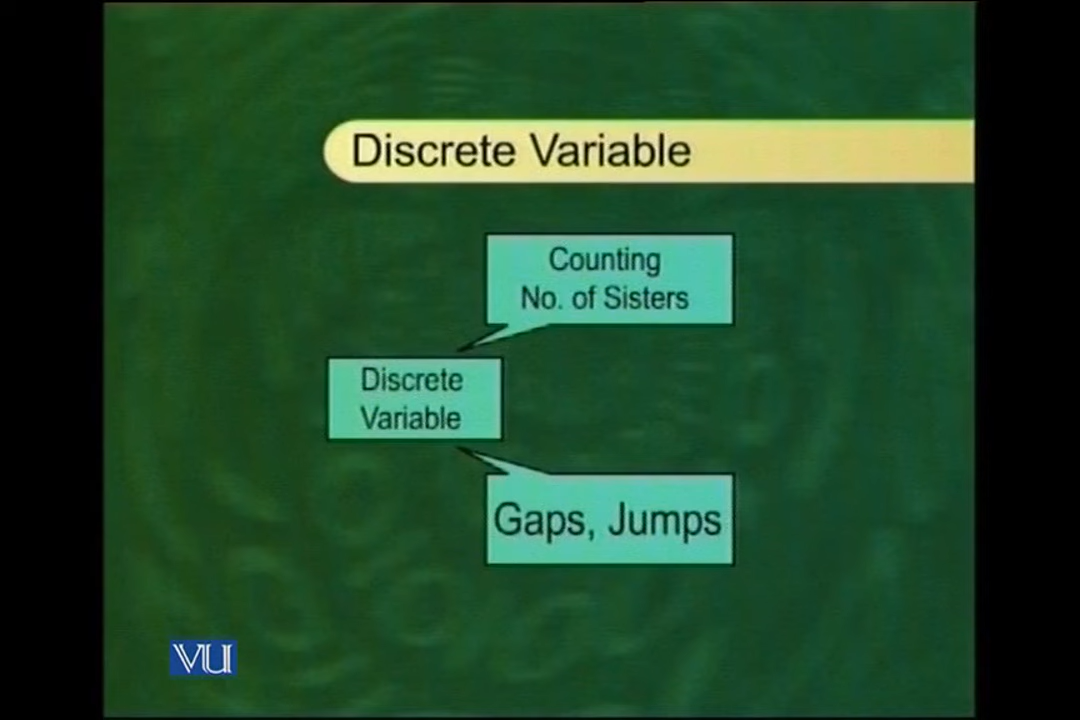 Discrete Variable
Counting
No. of Sisters
Discrete
Variable
Gaps, Jumps
VU